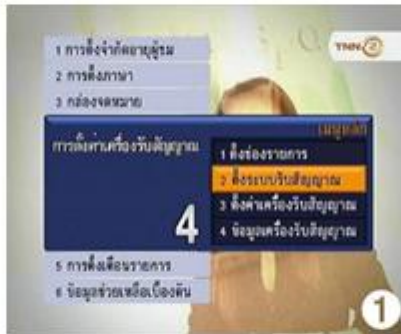 TNN 2
1 การตั้งจำกัดอายุผู้ชม
2 การตั้งภาษา
3 กล่องจดหมาย
เมนูหลัก
การตั้งค่าเครื่องรับสัญญาณ
4
1 ตั้งช่องรายการ
2 ตั้งระบบรับสัญญาณ
3 ตั้งค่าเครื่องรับสัญญาณ
4 ข้อมูลเครื่องรับสัญญาณ
5 การตั้งเตือนรายการ
6 ข้อมูลช่วยเหลือเบื้องต้น
1